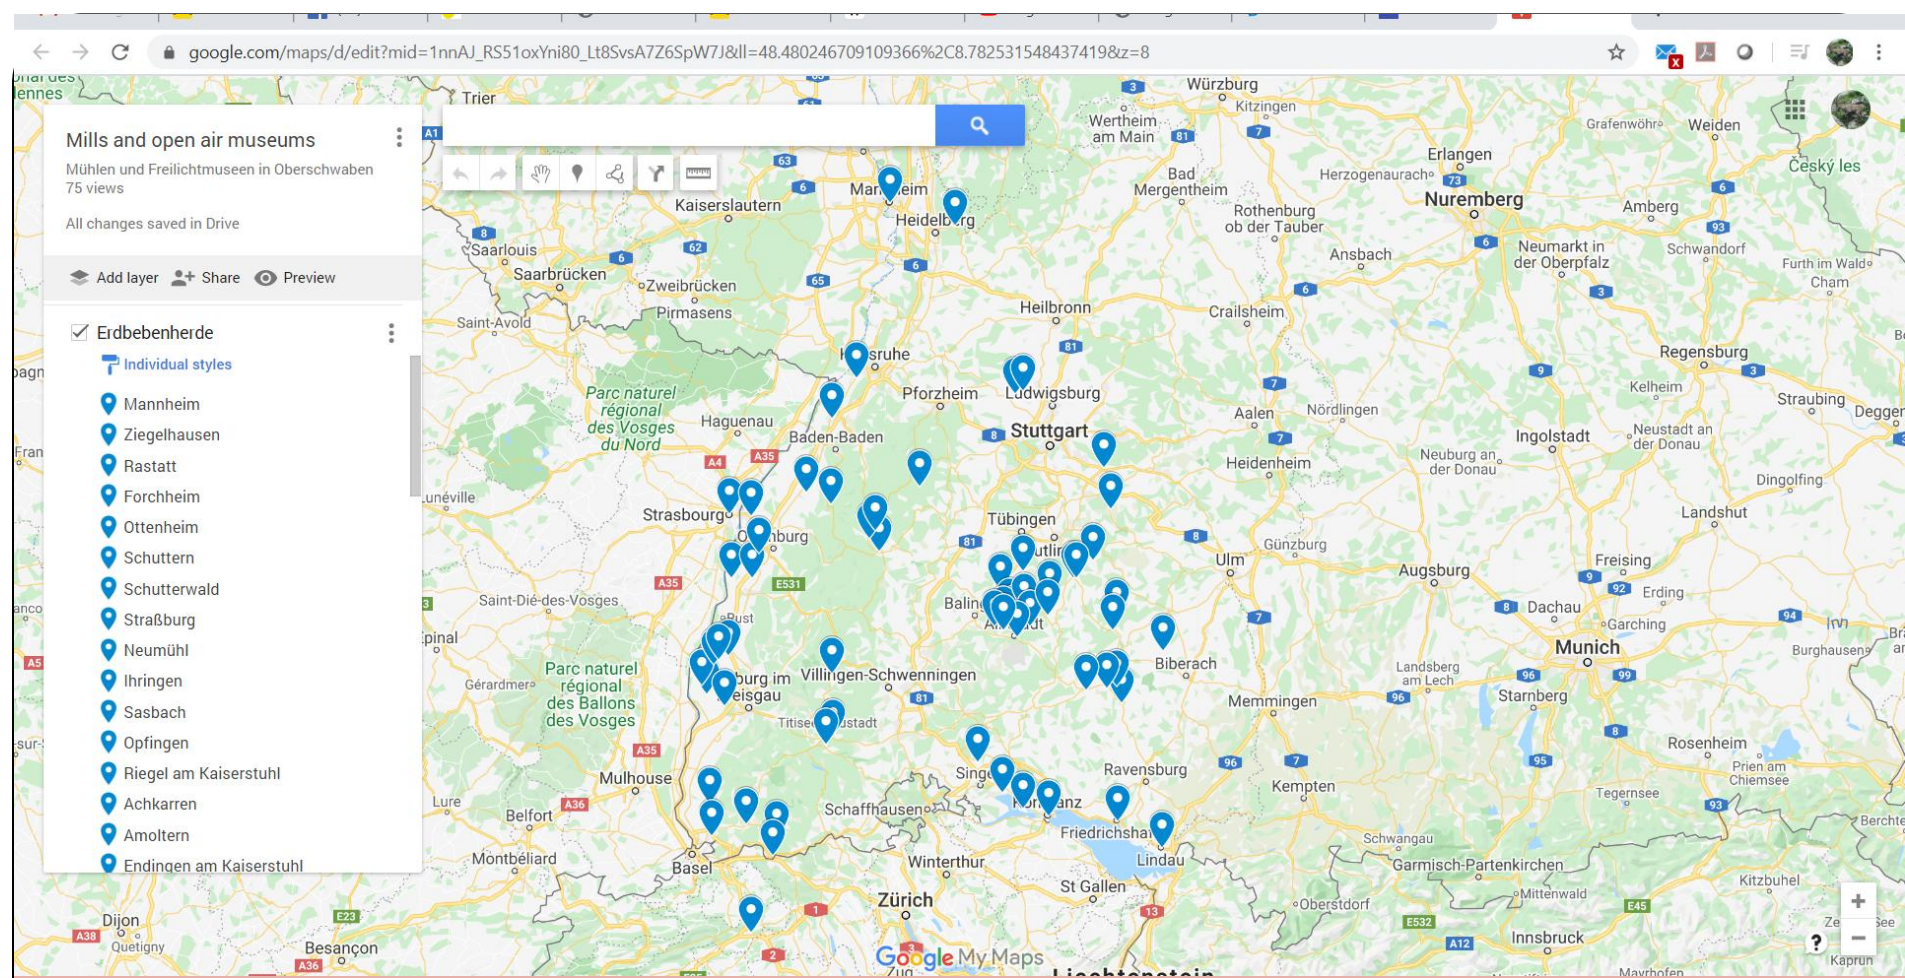 google.com/maps/d/edit?mid=1nnAJ_RS51oxYni80_Lt8SvsA7Z6SpW7J&ll=48.480246709109366%2C8.782531548437419&z=8
Mills and open air museums
Mühlen und Freilichtmuseen in Oberschwaben
75 views
All changes saved in Drive
Add layer Share Preview
Erdbebenherde
Individual styles
Mannheim
Ziegelhausen
Rastatt
Forchheim
Ottenheim
Schuttern
Schutterwald
Straßburg
Neumühl
Ihringen
Sasbach
Opfingen
Riegel am Kaiserstuhl
Achkarren
Amoltern
Endingen am Kaiserstuhl
Trier
Würzburg
Kitzingen
Wertheim
am Main
Grafenwöhr
Weiden
Erlangen
Český les
Bad
Mergentheim
Herzogenaurach
Kaiserslautern
Nuremberg
Amberg
Rothenburg
ob der Tauber
Saarlouis
Saarbrücken
Ansbach
Neumarkt in
der Oberpfalz
Schwandorf
Furth im Wald
Cham
Zweibrücken
Pirmasens
Saint-Avold
Heilbronn
Crailsheim
Regensburg
Parc naturel
régional
des Vosges
du Nord
Pforzheim
Ludwigsburg
Kelheim
Straubing
Haguenau
Aalen
Nördlingen
Baden-Baden
Stuttgart
Ingolstadt
Neustadt an
der Donau
Heidenheim
Neuburg an
der Donau
Dingolfing
Strasbourg
Tübingen
Landshut
Ulm
Günzburg
Augsburg
Freising
Erding
Saint-Dié-des-Vosges
Dachau
Garching
Munich
Burghausen
Parc naturel
régional
des Ballons
des Vosges
Gérardmer
Villingen-Schwenningen
Biberach
Landsberg
am Lech
Starnberg
Memmingen
Rosenheim
Prien am
Chiemsee
Mulhouse
Ravensburg
Kempten
Tegernsee
Lure
Belfort
Schaffhausen
Schwangau
Montbéliard
Basel
Winterthur
Lindau
Garmisch-Partenkirchen
St Gallen
Mittenwald
Kitzbuhel
Oberstdorf
Zürich
Dijon
Quetigny
Besançon
Innsbruck
Kaprun
Google My Maps